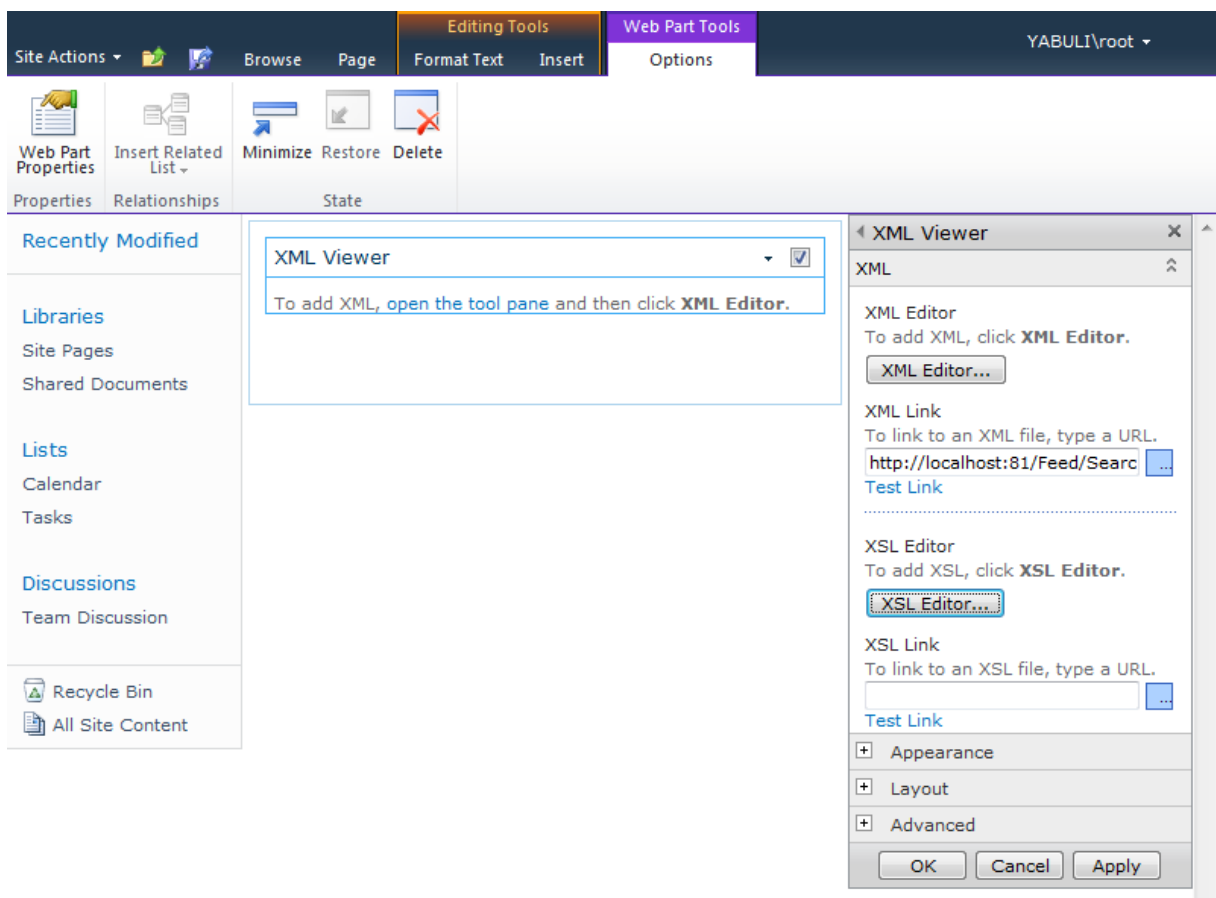 Editing Tools
Web Part Tools
YABULI\root
Site Actions
Browse
Page
Format Text
Insert
Options
Web Part
Properties
Insert Related
List
Minimize
Restore
Delete
Properties
Relationships
State
Recently Modified
Libraries
Site Pages
Shared Documents
Lists
Calendar
Tasks
Discussions
Team Discussion
Recycle Bin
All Site Content
XML Viewer
To add XML, open the tool pane and then click XML Editor.
XML Viewer
XML
XML Editor
To add XML, click XML Editor.
XML Editor...
XML Link
To link to an XML file, type a URL.
http://localhost:81/Feed/Searc
...
Test Link
XSL Editor
To add XSL, click XSL Editor.
XSL Editor...
XSL Link
To link to an XSL file, type a URL.
...
Test Link
Appearance
Layout
Advanced
OK
Cancel
Apply